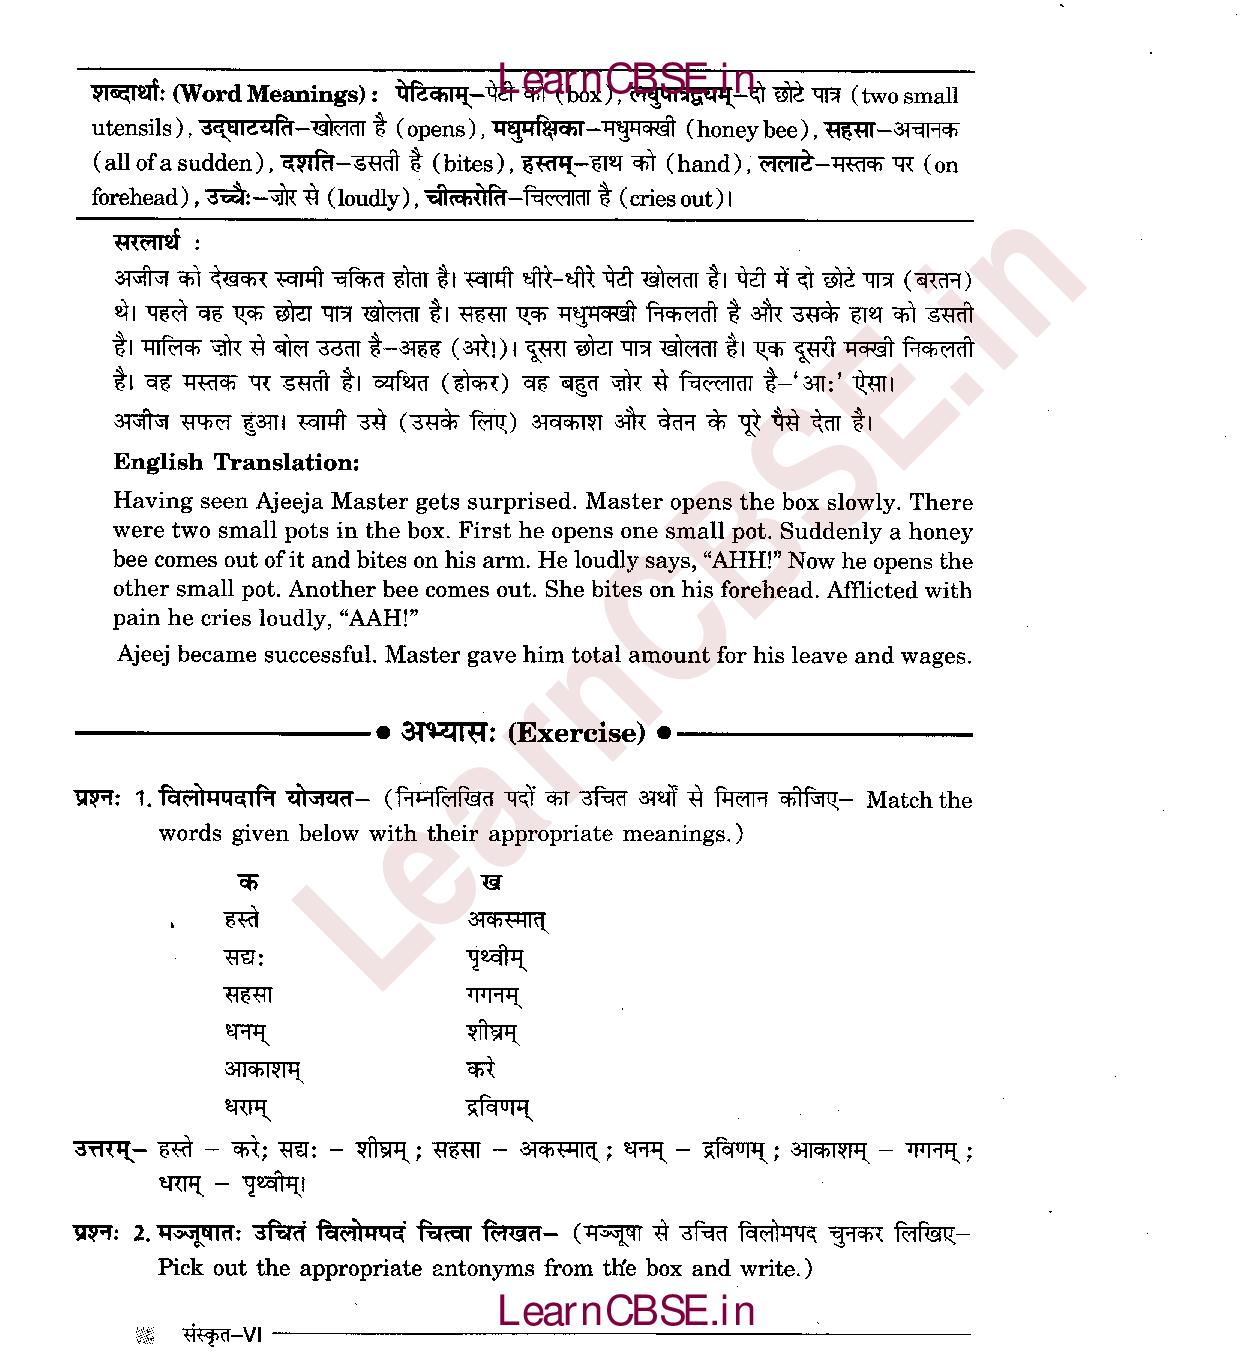 LearnCBSE.in
शब्दार्थाः (Word Meanings) : पेटिकाम्–पेटी को (box), लघुपात्रद्वयम्–दो छोटे पात्र (two small
utensils), उद्घाटयति–खोलता है (opens), मधुमक्षिका–मधुमक्खी (honey bee), सहसा–अचानक
(all of a sudden), दशति–डसती है (bites), हस्तम्–हाथ को (hand), ललाटे–मस्तक पर (on
forehead), उच्चैः–ज़ोर से (loudly), चीत्करोति–चिल्लाता है (cries out)।
सरलार्थ :
अजीज को देखकर स्वामी चकित होता है। स्वामी धीरे-धीरे पेटी खोलता है। पेटी में दो छोटे पात्र (बरतन)
थे। पहले वह एक छोटा पात्र खोलता है। सहसा एक मधुमक्खी निकलती है और उसके हाथ को डसती
है। मालिक ज़ोर से बोल उठता है–अहह (अरे!)। दूसरा छोटा पात्र खोलता है। एक दूसरी मक्खी निकलती
है। वह मस्तक पर डसती है। व्यथित (होकर) वह बहुत ज़ोर से चिल्लाता है–‘आः’ ऐसा।
अजीज सफल हुआ। स्वामी उसे (उसके लिए) अवकाश और वेतन के पूरे पैसे देता है।
English Translation:
Having seen Ajeeja Master gets surprised. Master opens the box slowly. There
were two small pots in the box. First he opens one small pot. Suddenly a honey
bee comes out of it and bites on his arm. He loudly says, “AHH!” Now he opens the
other small pot. Another bee comes out. She bites on his forehead. Afflicted with
pain he cries loudly, “AAH!”
Ajeej became successful. Master gave him total amount for his leave and wages.
• अभ्यासः (Exercise) •
प्रश्नः 1. विलोमपदानि योजयत– (निम्नलिखित पदों का उचित अर्थों से मिलान कीजिए– Match the
words given below with their appropriate meanings.)
क ख
हस्ते अकस्मात्
सद्यः पृथ्वीम्
सहसा गगनम्
धनम् शीघ्रम्
आकाशम् करे
धराम् द्रविणम्
उत्तरम्– हस्ते – करे; सद्यः – शीघ्रम् ; सहसा – अकस्मात् ; धनम् – द्रविणम् ; आकाशम् – गगनम् ;
धराम् – पृथ्वीम्।
प्रश्नः 2. मञ्जूषातः उचितं विलोमपदं चित्वा लिखत– (मञ्जूषा से उचित विलोमपद चुनकर लिखिए–
Pick out the appropriate antonyms from the box and write.)
LearnCBSE.in
संस्कृत–VI
LearnCBSE.in